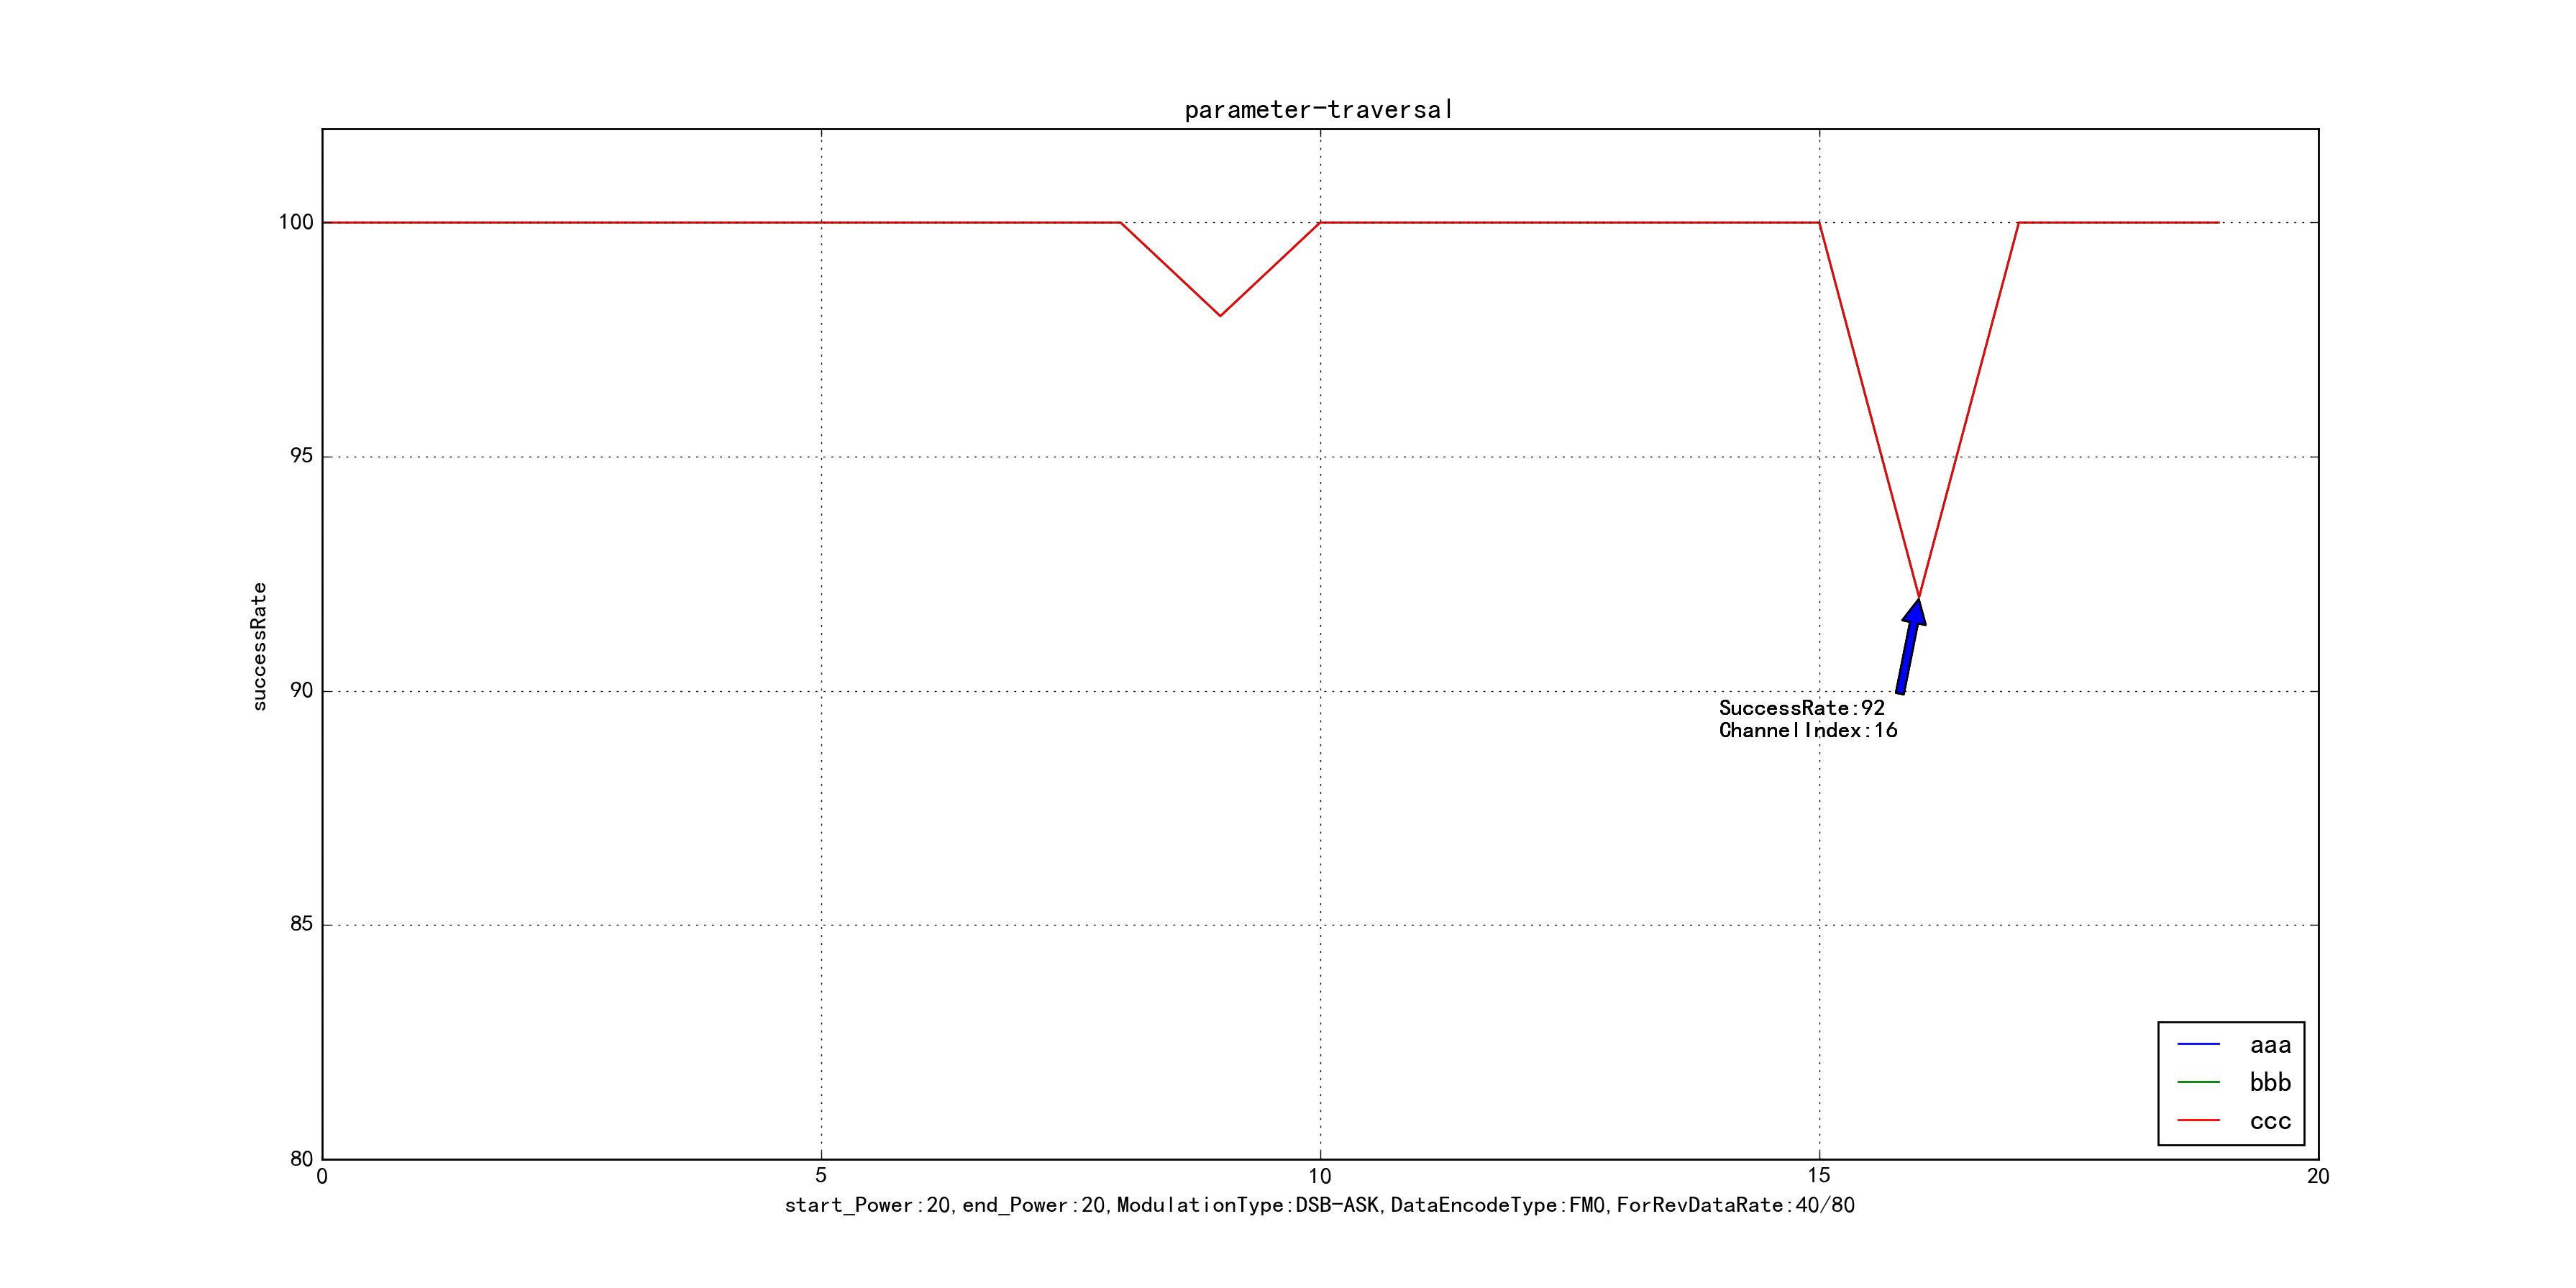 parameter-traversal
100
95
90
85
80
successRate
SuccessRate:92
ChannelIndex:16
aaa
bbb
ccc
0 5 10 15 20
start_Power:20,end_Power:20,ModulationType:DSB-ASK,DataEncodeType:FM0,ForRevDataRate:40/80